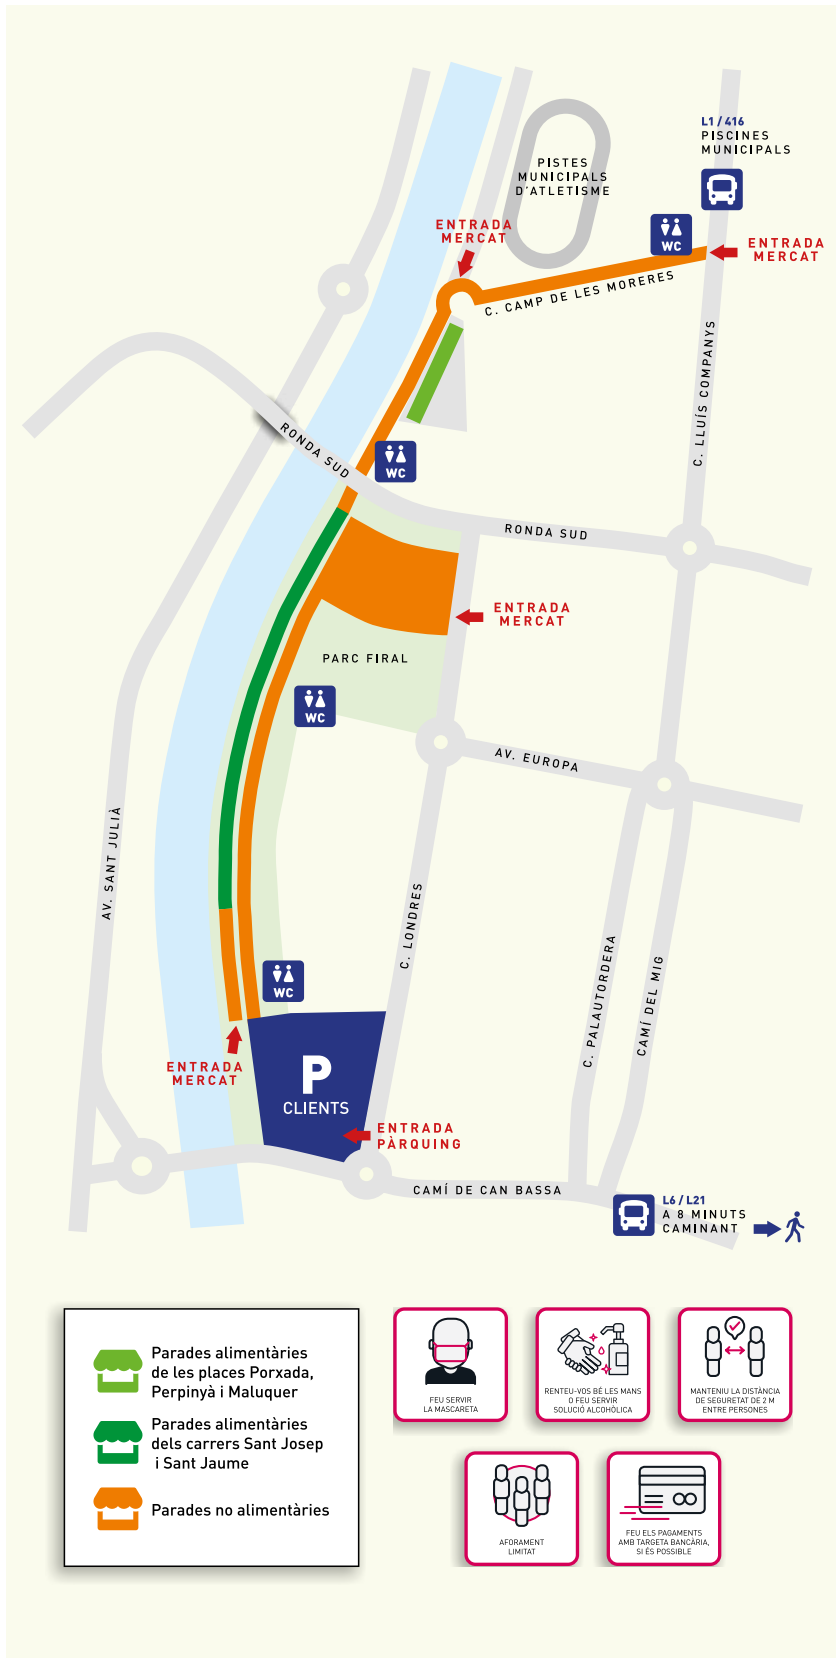 L1 / 416
PISCINES
MUNICIPALS
PISTES
MUNICIPALS
D'ATLETISME
ENTRADA
MERCAT
WC
ENTRADA
MERCAT
C. CAMP DE LES MORERES
C. LLUÍS COMPANYS
RONDA SUD
WC
RONDA SUD
ENTRADA
MERCAT
PARC FIRAL
WC
AV. EUROPA
AV. SANT JULIÀ
C. LONDRES
C. PALAUTORDERA
CAMÍ DEL MIG
WC
ENTRADA
MERCAT
P
CLIENTS
ENTRADA
PÀRQUING
CAMÍ DE CAN BASSA
L6 / L21
A 8 MINUTS
CAMINANT
Parades alimentàries
de les places Porxada,
Perpinyà i Maluquer
Parades alimentàries
dels carrers Sant Josep
i Sant Jaume
Parades no alimentàries
FEU SERVIR
LA MASCARETA
RENTEU-VOS BÉ LES MANS
O FEU SERVIR
SOLUCIÓ ALCOHÒLICA
MANTENIU LA DISTÀNCIA
DE SEGURETAT DE 2 M
ENTRE PERSONES
AFORAMENT
LIMITAT
FEU ELS PAGAMENTS
AMB TARGETA BANCÀRIA,
SI ÉS POSSIBLE